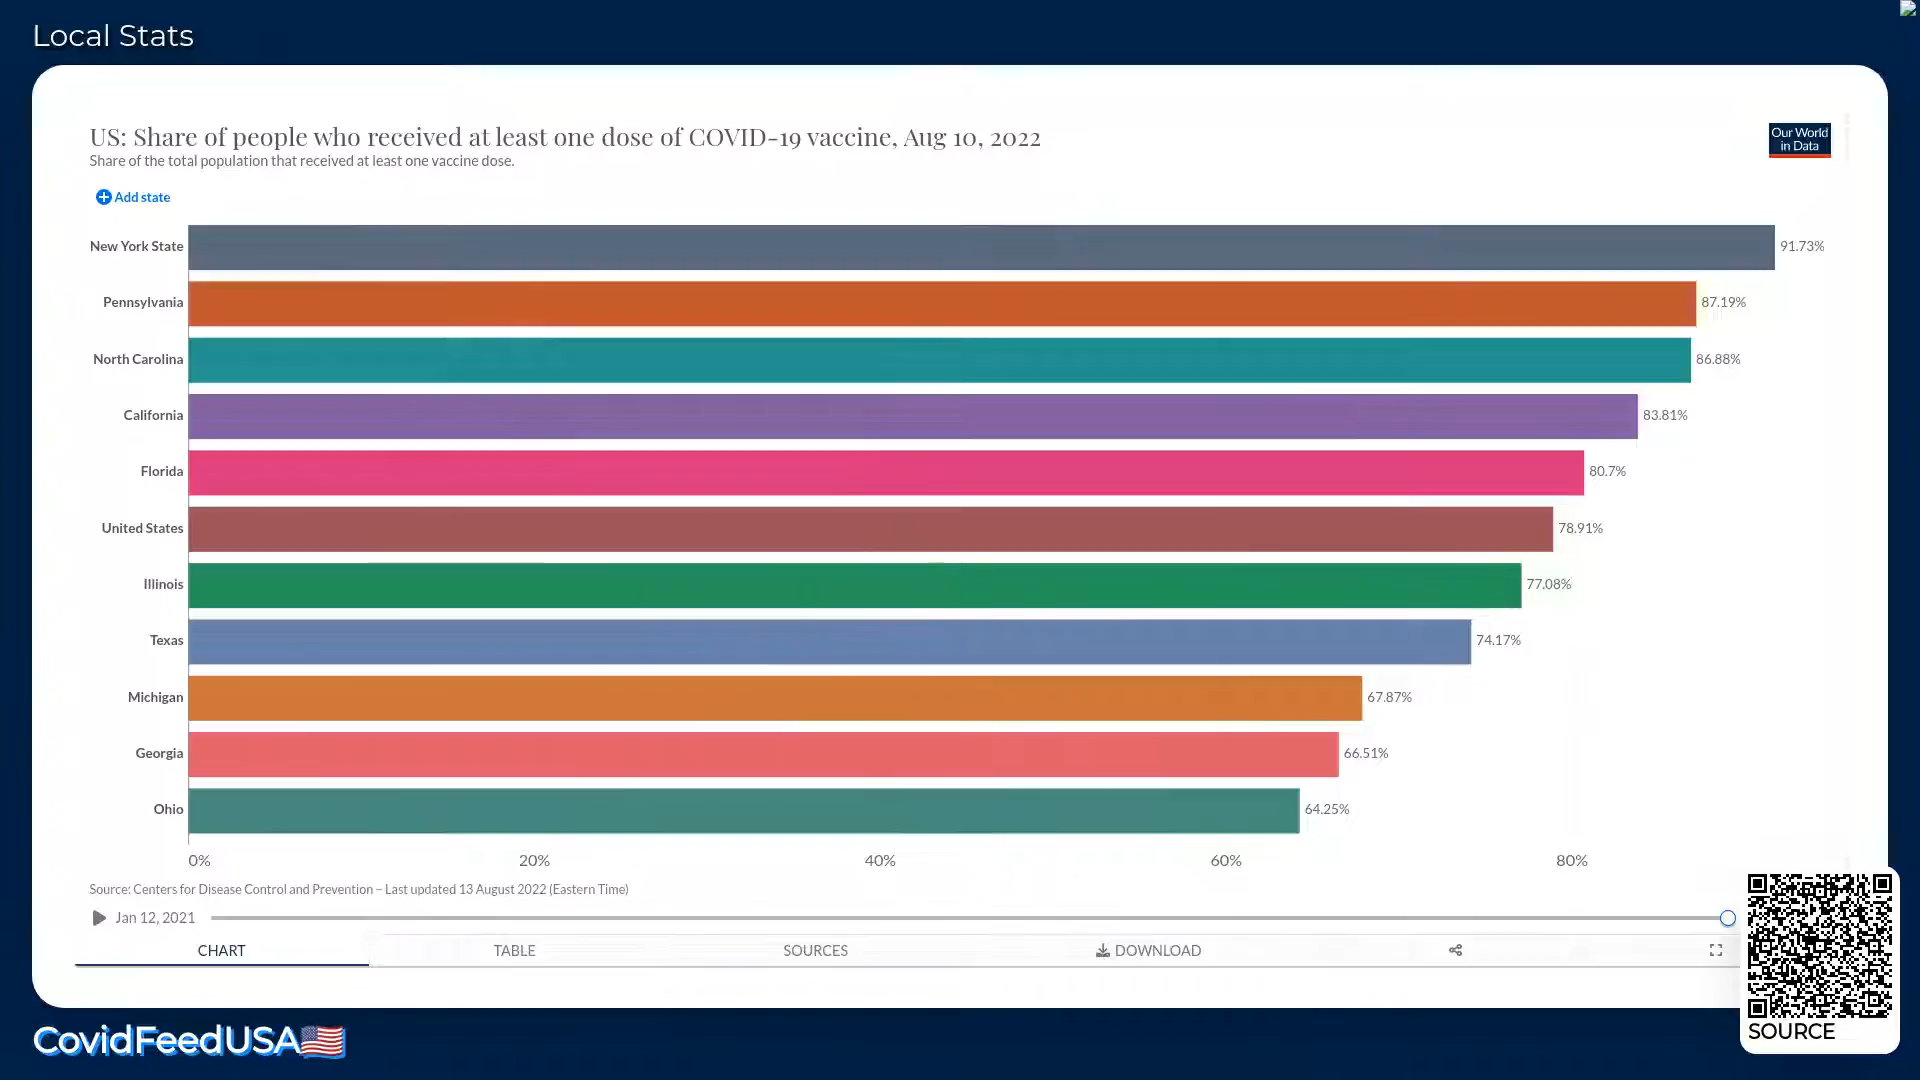 Local Stats
US: Share of people who received at least one dose of COVID-19 vaccine, Aug 10, 2022
Share of the total population that received at least one vaccine dose.
Our World
in Data
Add state
New York State 91.73%
Pennsylvania 87.19%
North Carolina 86.88%
California 83.81%
Florida 80.7%
United States 78.91%
Illinois 77.08%
Texas 74.17%
Michigan 67.87%
Georgia 66.51%
Ohio 64.25%
0% 20% 40% 60% 80%
Source: Centers for Disease Control and Prevention – Last updated 13 August 2022 (Eastern Time)
Jan 12, 2021
CHART TABLE SOURCES DOWNLOAD
SOURCE
CovidFeedUSA